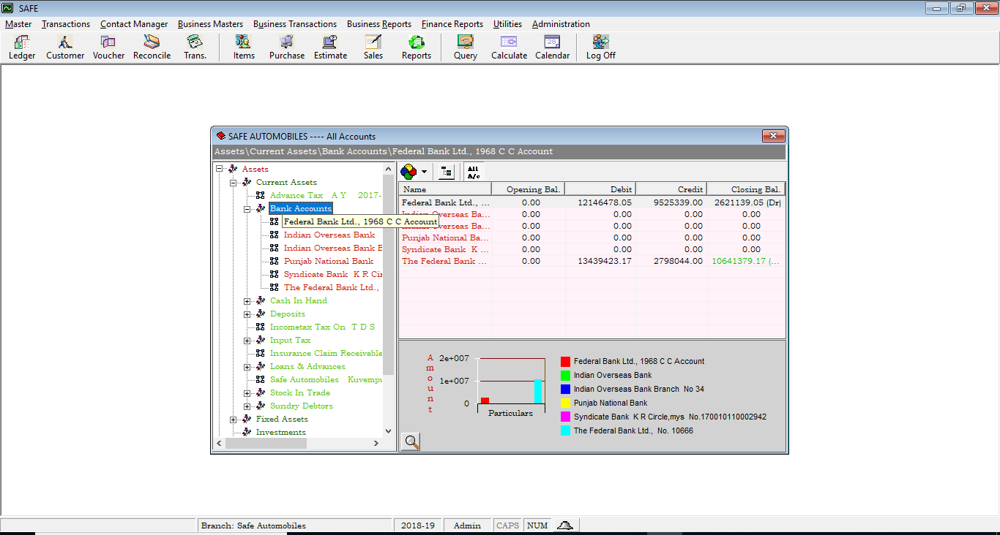 SAFE
Master Transactions Contact Manager Business Masters Business Transactions Business Reports Finance Reports Utilities Administration
Ledger Customer Voucher Reconcile Trans. Items Purchase Estimate Sales Reports Query Calculate Calendar Log Off
SAFE AUTOMOBILES ---- All Accounts
Assets\Current Assets\Bank Accounts\Federal Bank Ltd., 1968 C C Account
Assets
Current Assets
Advance Tax A Y 2017-
Bank Accounts
Federal Bank Ltd., 1968 C C Account
Indian Overseas Bank
Indian Overseas Bank B
Punjab National Bank
Syndicate Bank K R Cir
The Federal Bank Ltd.,
Cash In Hand
Deposits
Incometax Tax On T D S
Input Tax
Insurance Claim Receivable
Loans & Advances
Safe Automobiles Kuvempu
Stock In Trade
Sundry Debtors
Fixed Assets
Investments
All
A/c
Name Opening Bal. Debit Credit Closing Bal.
Federal Bank Ltd., ... 0.00 12146478.05 9525339.00 2621139.05 (Dr)
Overseas Ba... 0.00 0.00 0.00 0.00
Overseas Ba... 0.00 0.00 0.00 0.00
Punjab National Ba... 0.00 0.00 0.00 0.00
Syndicate Bank K ... 0.00 0.00 0.00 0.00
The Federal Bank ... 0.00 13439423.17 2798044.00 10641379.17 (...
Amount
2e+007
1e+007
0
Particulars
Federal Bank Ltd., 1968 C C Account
Indian Overseas Bank
Indian Overseas Bank Branch No 34
Punjab National Bank
Syndicate Bank K R Circle,mys No.170010110002942
The Federal Bank Ltd., No. 10666
Branch: Safe Automobiles 2018-19 Admin CAPS NUM